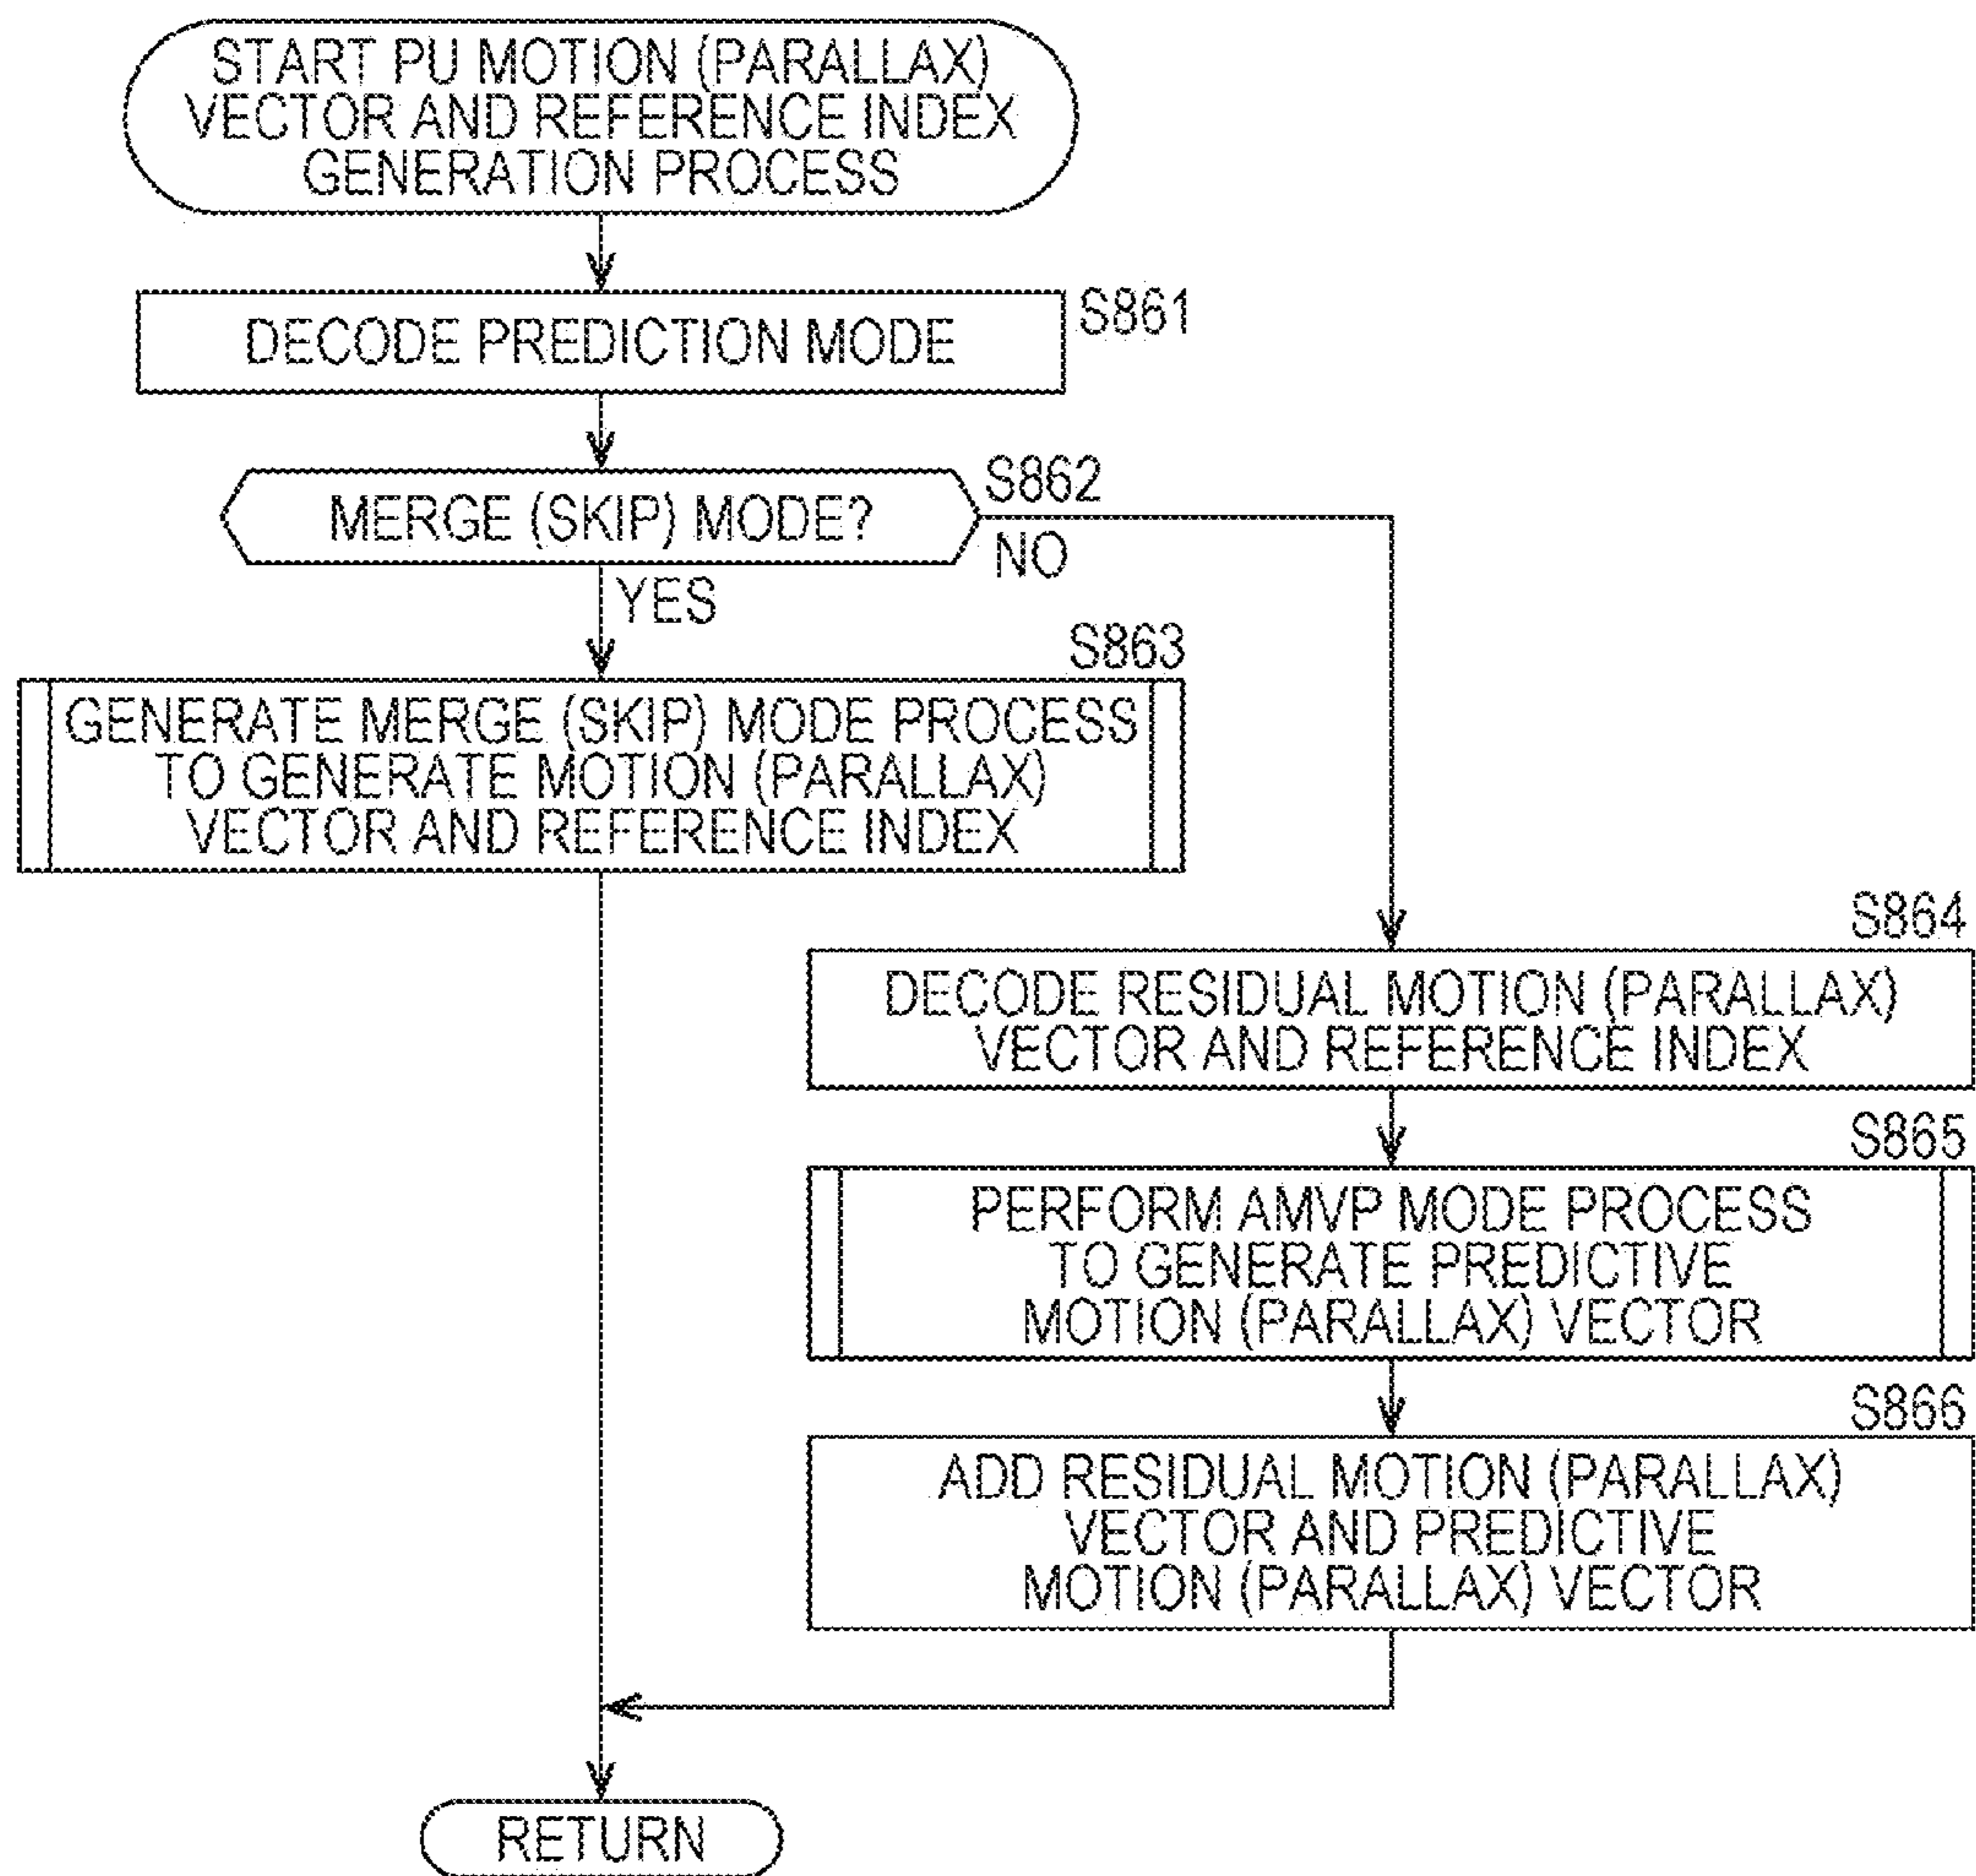 START PU MOTION (PARALLAX)
VECTOR AND REFERENCE INDEX
GENERATION PROCESS
S861
DECODE PREDICTION MODE
S862
MERGE (SKIP) MODE?
NO
YES
S863
GENERATE MERGE (SKIP) MODE PROCESS
TO GENERATE MOTION (PARALLAX)
VECTOR AND REFERENCE INDEX
S864
DECODE RESIDUAL MOTION (PARALLAX)
VECTOR AND REFERENCE INDEX
S865
PERFORM AMVP MODE PROCESS
TO GENERATE PREDICTIVE
MOTION (PARALLAX) VECTOR
S866
ADD RESIDUAL MOTION (PARALLAX)
VECTOR AND PREDICTIVE
MOTION (PARALLAX) VECTOR
RETURN